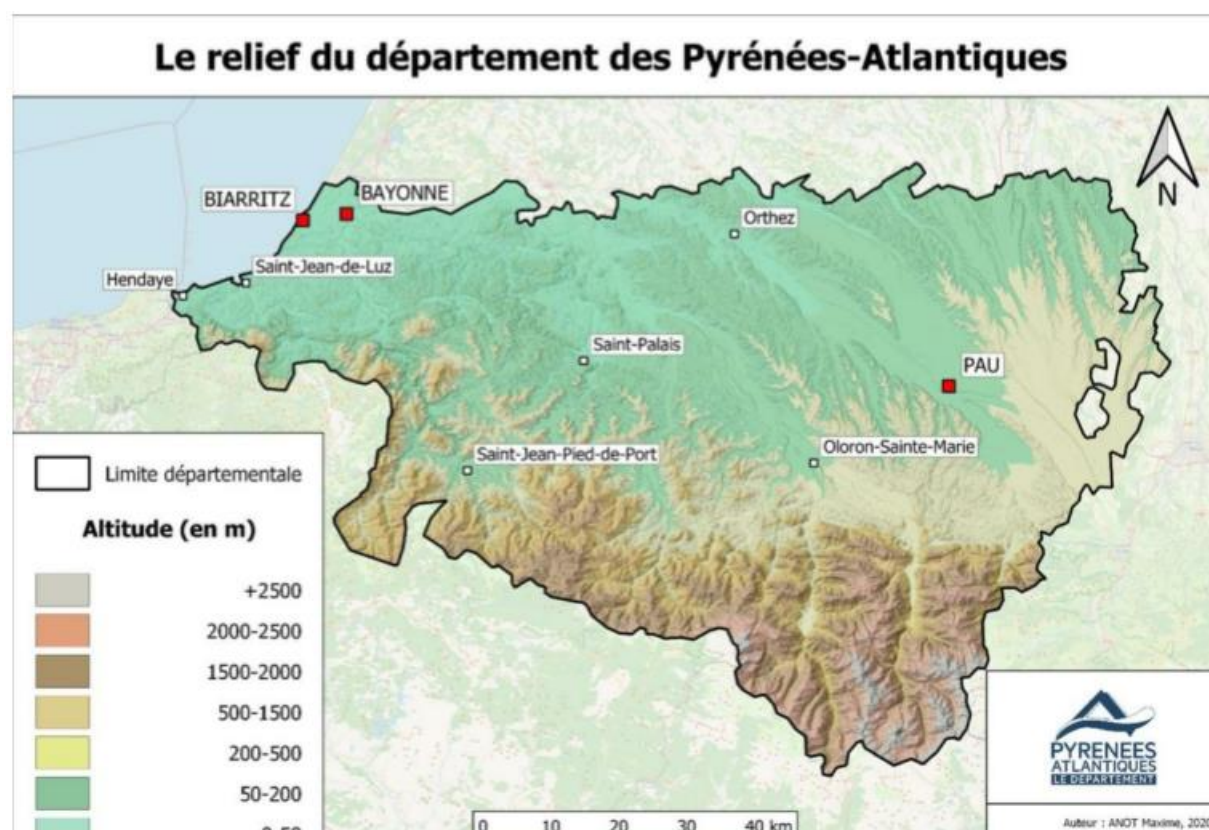 Le relief du département des Pyrénées-Atlantiques
N
BIARRITZ
BAYONNE
Orthez
Hendaye
Saint-Jean-de-Luz
Saint-Palais
PAU
Saint-Jean-Pied-de-Port
Oloron-Sainte-Marie
Limite départementale
Altitude (en m)
+2500
2000-2500
1500-2000
500-1500
200-500
50-200
0 10 20 30 40 km
PYRENEES
ATLANTIQUES
LE DEPARTEMENT
Auteur : ANOT Maxime, 2020